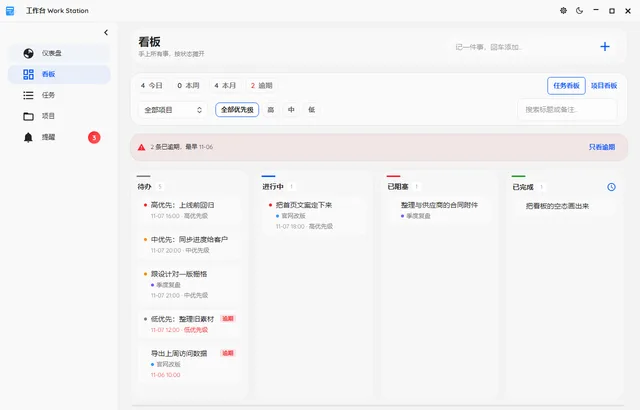 工作台 Work Station
仪表盘
看板
任务
项目
提醒
3
看板
手上所有事，按状态摊开
记一件事，回车添加…
4 今日
0 本周
4 本月
2 逾期
任务看板
项目看板
全部项目
全部优先级
高
中
低
搜索标题或备注…
2 条已逾期，最早 11-06
只看逾期
待办 5
高优先：上线前回归
11-07 16:00 · 高优先级
中优先：同步进度给客户
11-07 20:00 · 中优先级
跟设计对一版栅格
季度复盘
11-07 21:00 · 中优先级
低优先：整理旧素材
逾期
11-07 12:00 · 低优先级
导出上周访问数据
逾期
官网改版
11-06 10:00
进行中 1
把首页文案定下来
官网改版
11-07 18:00 · 高优先级
已阻塞 1
整理与供应商的合同附件
季度复盘
已完成 1
把看板的空态画出来